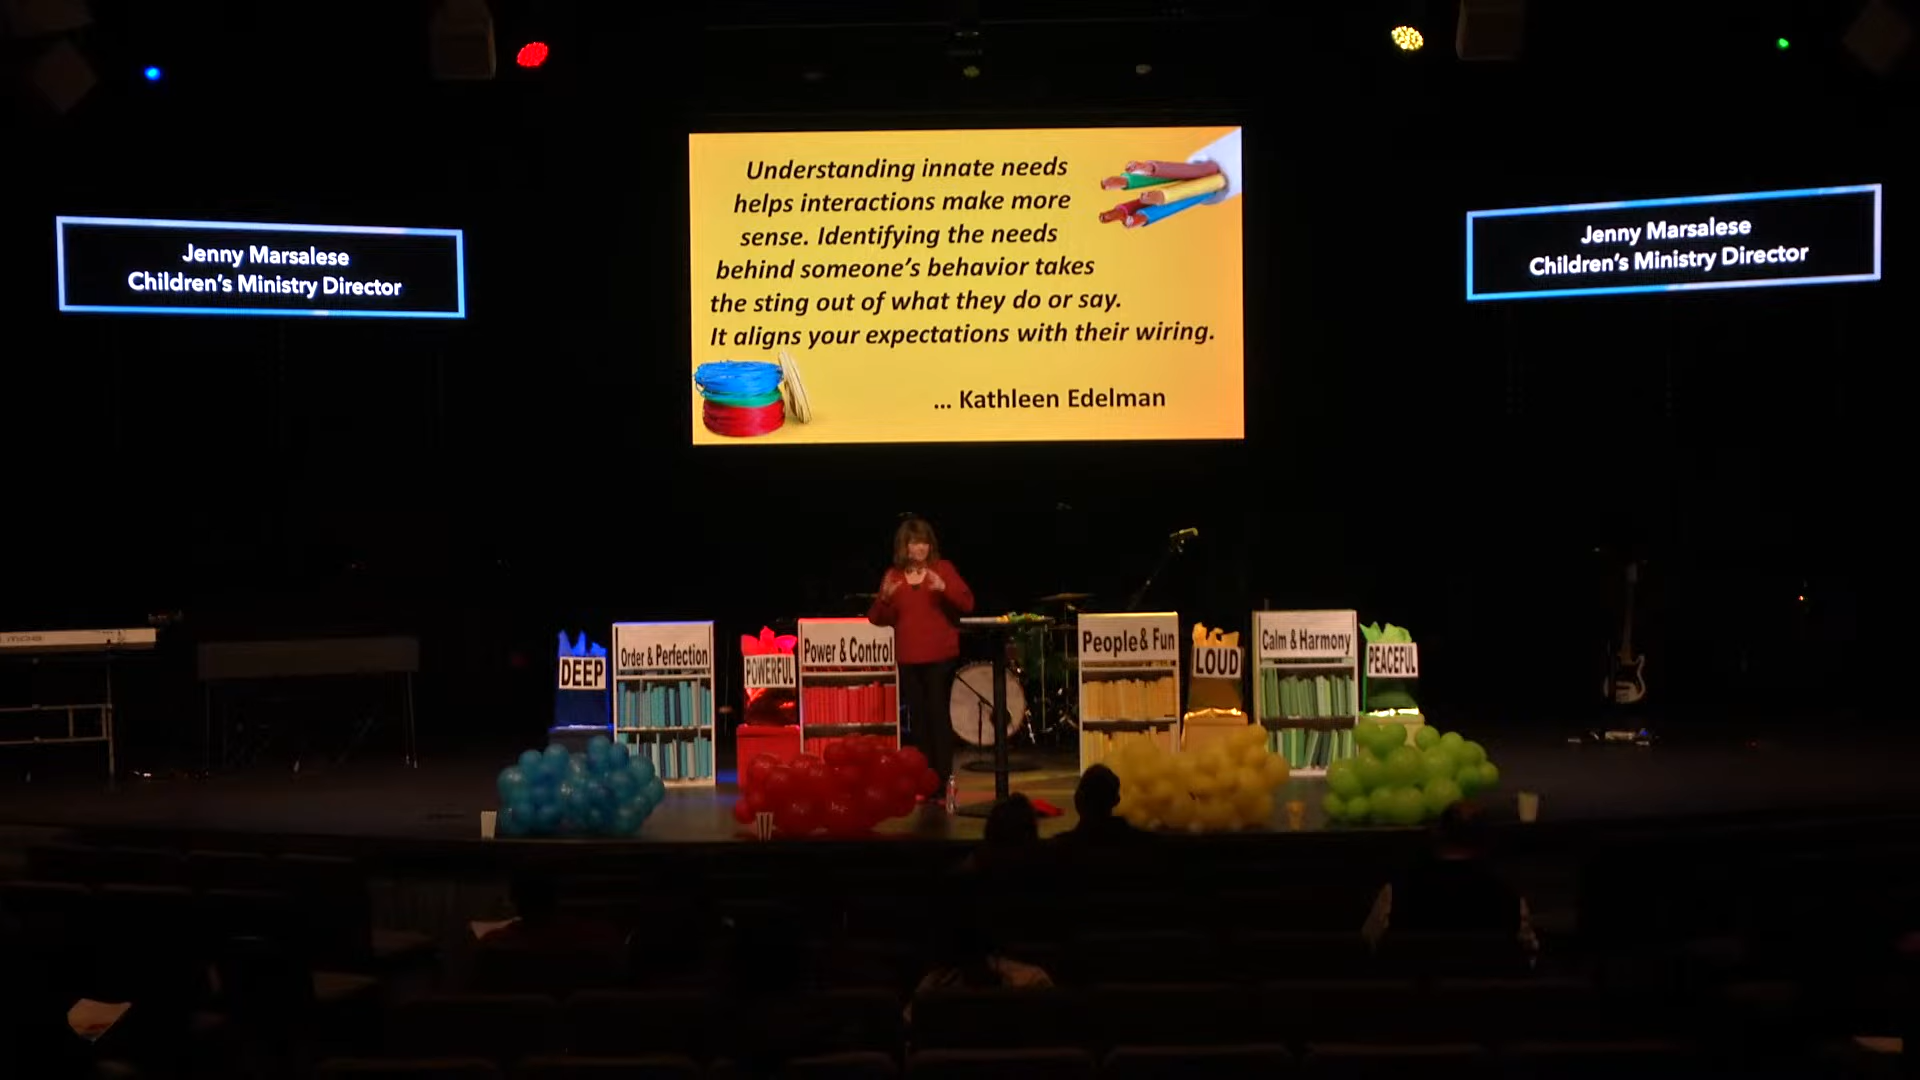 Understanding innate needs
helps interactions make more
sense. Identifying the needs
behind someone's behavior takes
the sting out of what they do or say.
It aligns your expectations with their wiring.
... Kathleen Edelman
Jenny Marsalese
Children's Ministry Director
Jenny Marsalese
Children's Ministry Director
DEEP
Order & Perfection
POWERFUL
Power & Control
People & Fun
LOUD
Calm & Harmony
PEACEFUL